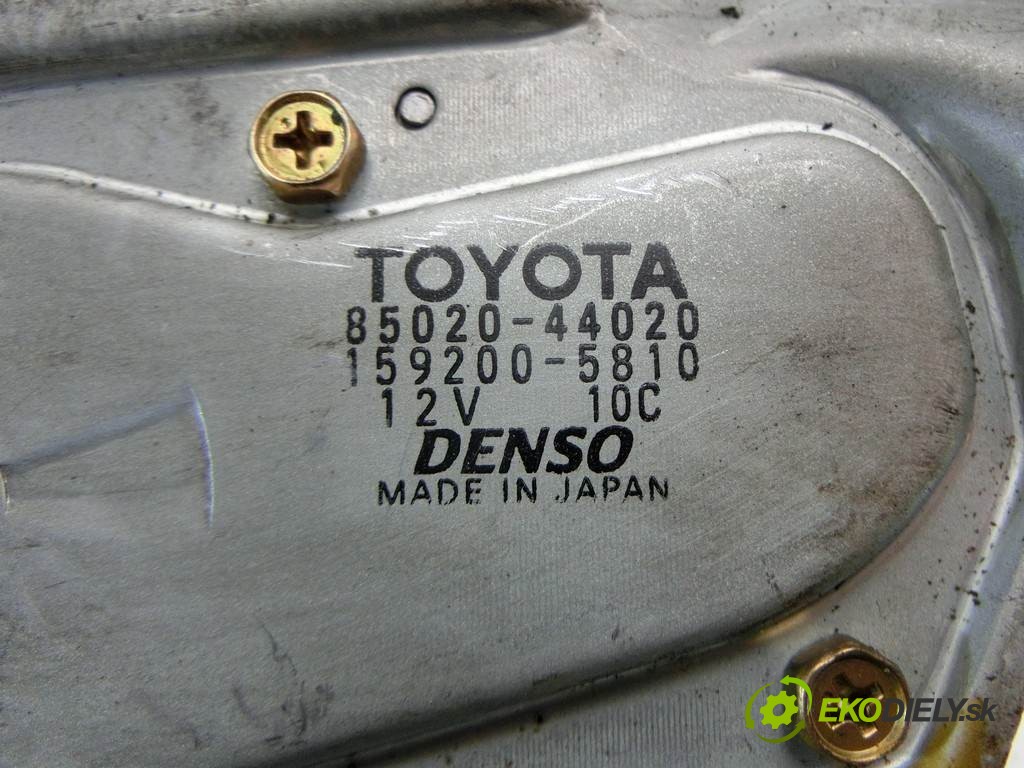 TOYOTA
85020-44020
159200-5810
12V 10C
DENSO
MADE IN JAPAN
EKODIELY.sk